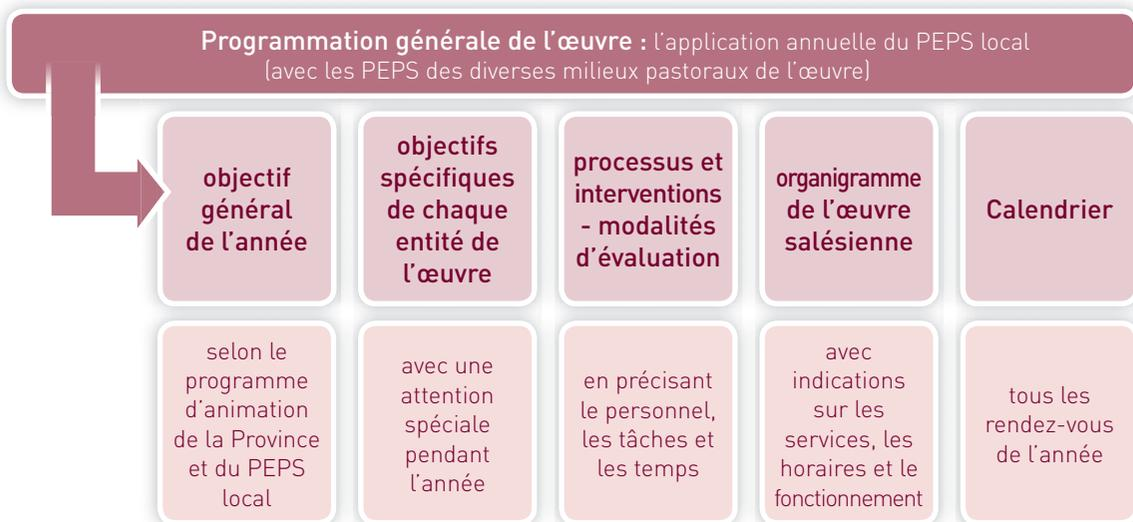 Programmation générale de l’œuvre : l’application annuelle du PEPS local
(avec les PEPS des diverses milieux pastoraux de l’œuvre)
objectif
général
de l’année
objectifs
spécifiques
de chaque
entité de
l’œuvre
processus et
interventions
- modalités
d’évaluation
organigramme
de l’œuvre
salésienne
Calendrier
selon le
programme
d’animation
de la Province
et du PEPS
local
avec une
attention
spéciale
pendant
l’année
en précisant
le personnel,
les tâches et
les temps
avec
indications
sur les
services, les
horaires et le
fonctionnement
tous les
rendez-vous
de l’année